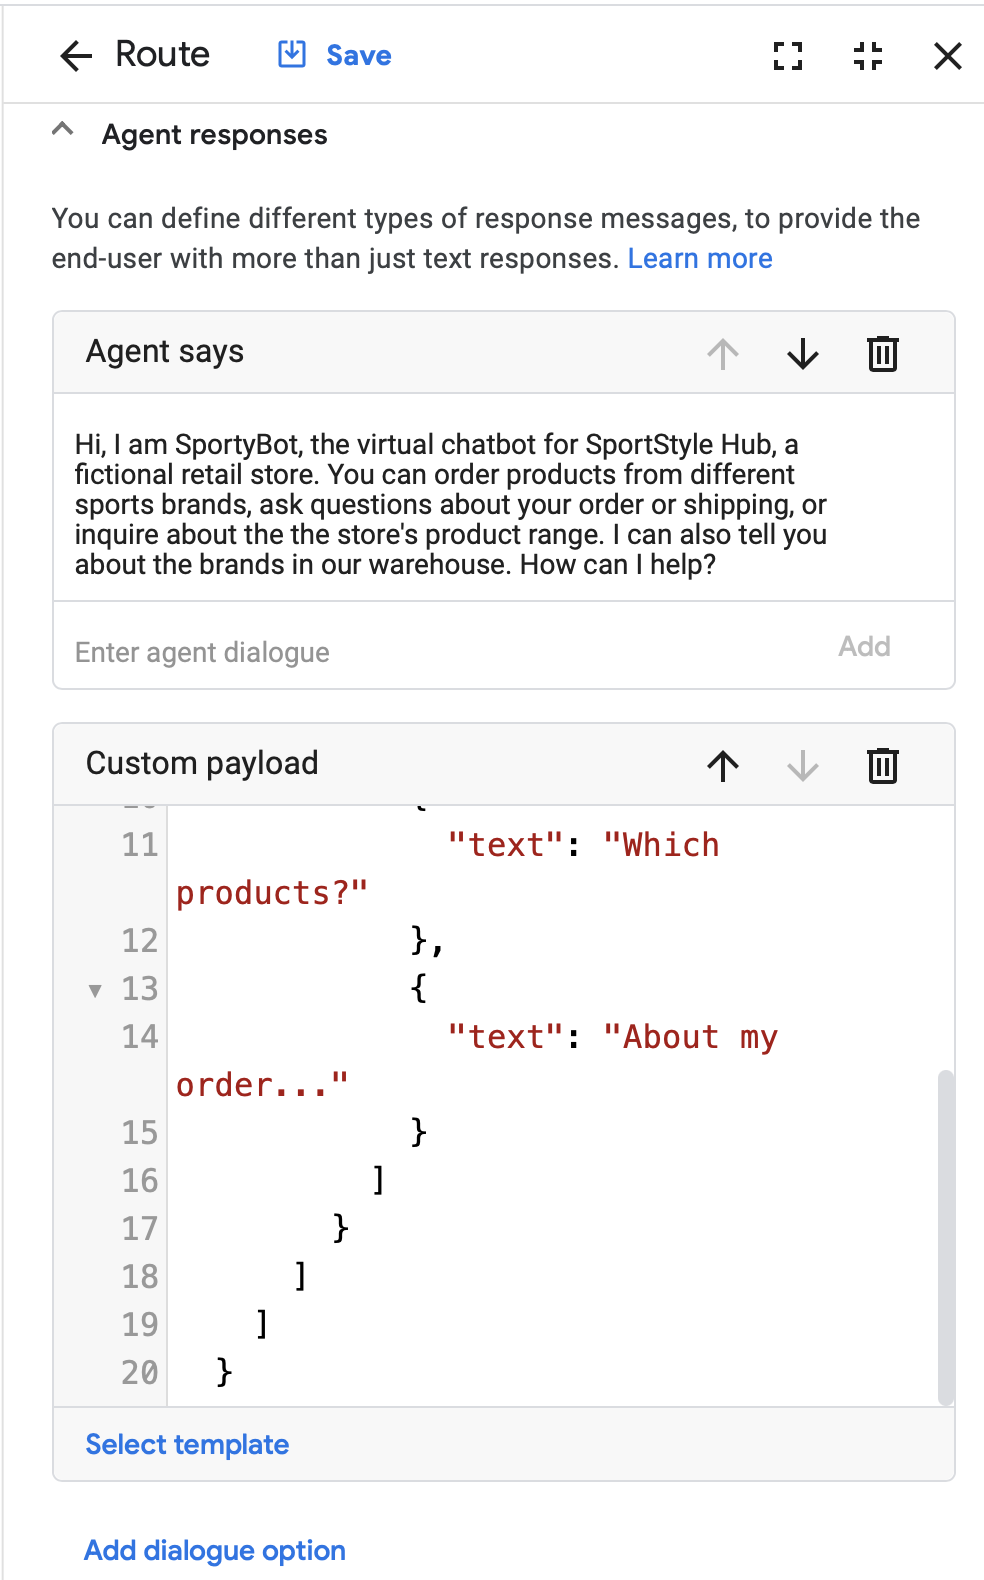 Route
Save
Agent responses
You can define different types of response messages, to provide the
end-user with more than just text responses. Learn more
Agent says
Hi, I am SportyBot, the virtual chatbot for SportStyle Hub, a
fictional retail store. You can order products from different
sports brands, ask questions about your order or shipping, or
inquire about the the store's product range. I can also tell you
about the brands in our warehouse. How can I help?
Enter agent dialogue
Add
Custom payload
11 "text": "Which
products?"
12 },
13 {
14 "text": "About my
order..."
15 }
16 ]
17 }
18 ]
19 ]
20 }
Select template
Add dialogue option